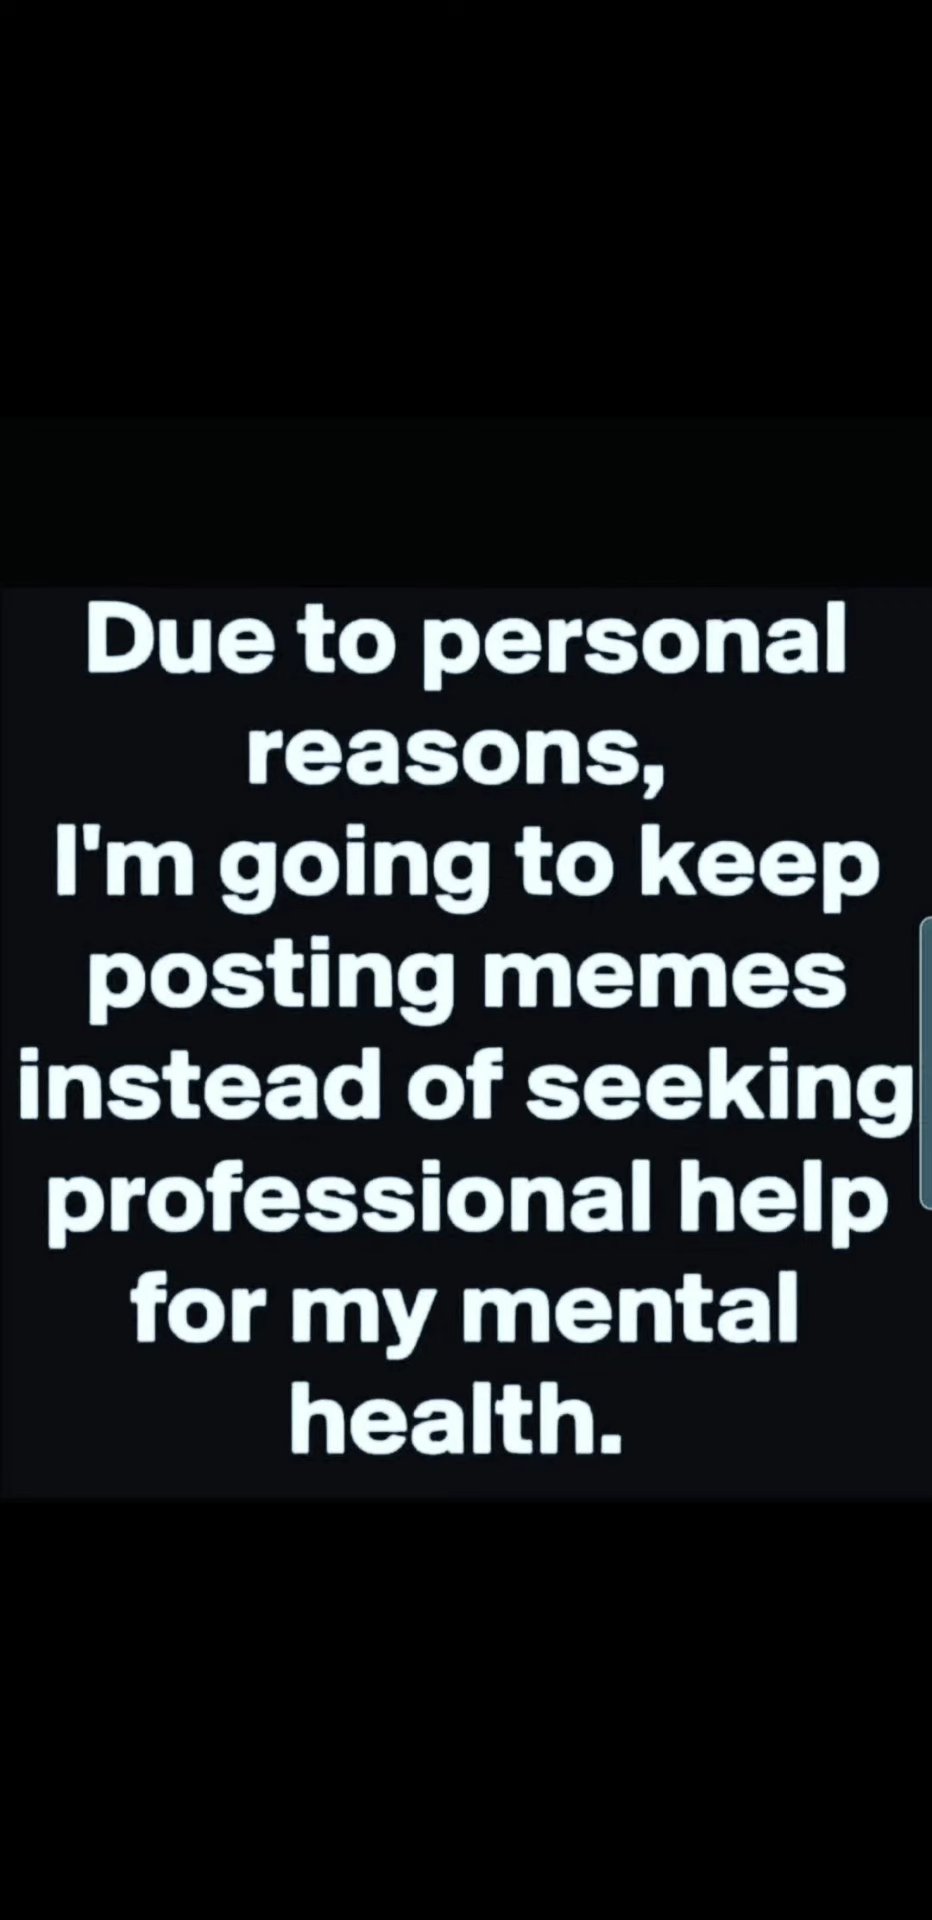 Due to personal
reasons,
I'm going to keep
posting memes
instead of seeking
professional help
for my mental
health.